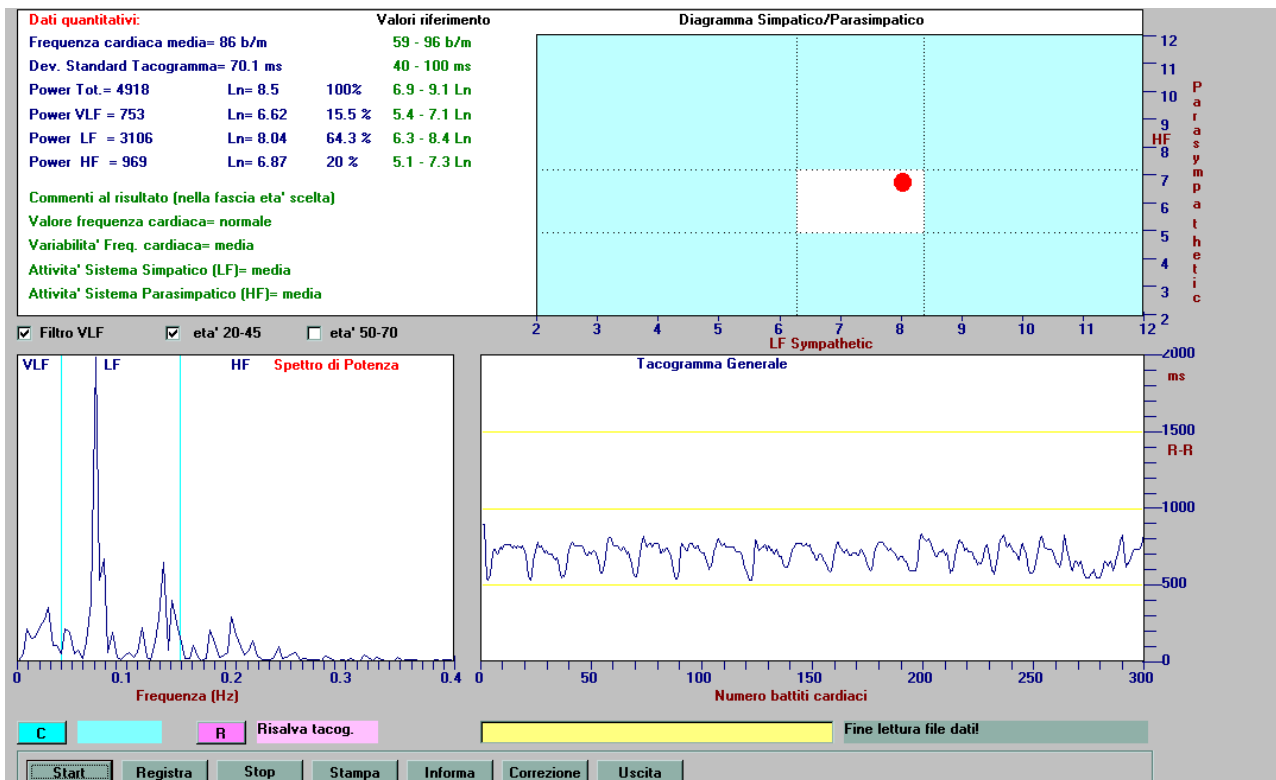 Dati quantitativi: Valori riferimento
Frequenza cardiaca media= 86 b/m 59 - 96 b/m
Dev. Standard Tacogramma= 70.1 ms 40 - 100 ms
Power Tot.= 4918 Ln= 8.5 100% 6.9 - 9.1 Ln
Power VLF = 753 Ln= 6.62 15.5 % 5.4 - 7.1 Ln
Power LF = 3106 Ln= 8.04 64.3 % 6.3 - 8.4 Ln
Power HF = 969 Ln= 6.87 20 % 5.1 - 7.3 Ln
Commenti al risultato (nella fascia eta' scelta)
Valore frequenza cardiaca= normale
Variabilita' Freq. cardiaca= media
Attivita' Sistema Simpatico (LF)= media
Attivita' Sistema Parasimpatico (HF)= media
Diagramma Simpatico/Parasimpatico
12
11
10
9
HF
8
7
6
5
4
3
2
Parasympathetic
2 3 4 5 6 7 8 9 10 11 12
LF Sympathetic
Filtro VLF eta' 20-45 eta' 50-70
VLF LF HF Spettro di Potenza
0 0.1 0.2 0.3 0.4
Frequenza (Hz)
Tacogramma Generale
2000
ms
1500
R-R
1000
500
0
0 50 100 150 200 250 300
Numero battiti cardiaci
C R Risalva tacog. Fine lettura file dati!
Start Registra Stop Stampa Informa Correzione Uscita